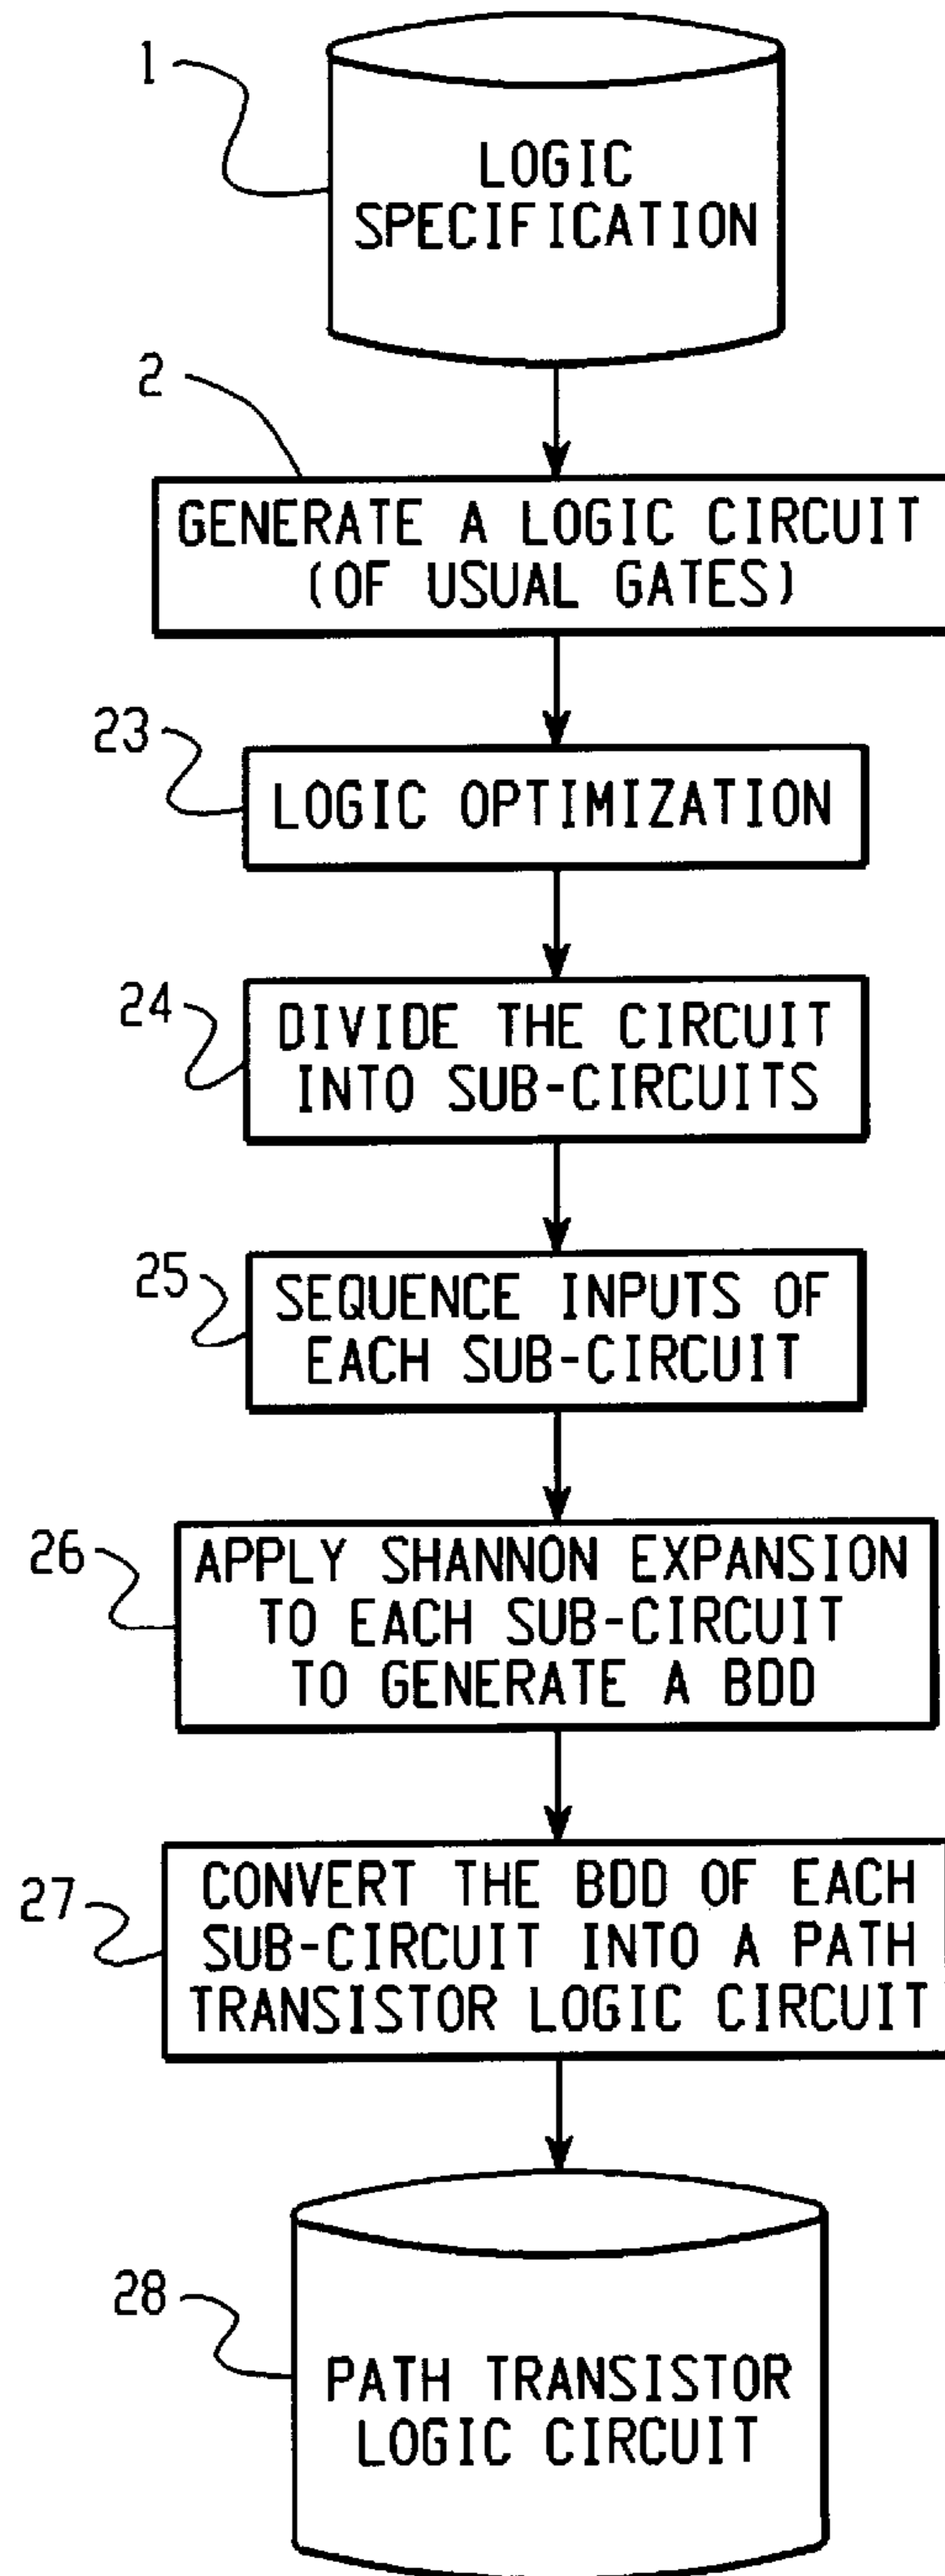 1
LOGIC
SPECIFICATION
2
GENERATE A LOGIC CIRCUIT
(OF USUAL GATES)
23
LOGIC OPTIMIZATION
24
DIVIDE THE CIRCUIT
INTO SUB-CIRCUITS
25
SEQUENCE INPUTS OF
EACH SUB-CIRCUIT
26
APPLY SHANNON EXPANSION
TO EACH SUB-CIRCUIT
TO GENERATE A BDD
27
CONVERT THE BDD OF EACH
SUB-CIRCUIT INTO A PATH
TRANSISTOR LOGIC CIRCUIT
28
PATH TRANSISTOR
LOGIC CIRCUIT